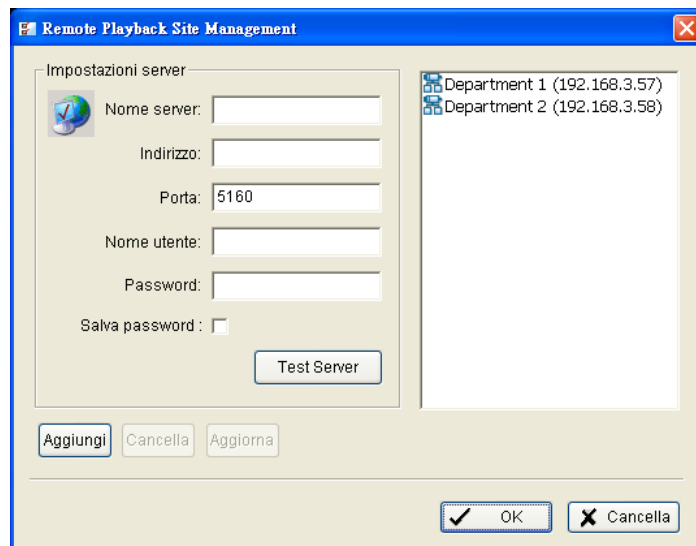 Remote Playback Site Management
Impostazioni server
Nome server:
Indirizzo:
Porta: 5160
Nome utente:
Password:
Salva password :
Test Server
Aggiungi Cancella Aggiorna
Department 1 (192.168.3.57)
Department 2 (192.168.3.58)
OK Cancella